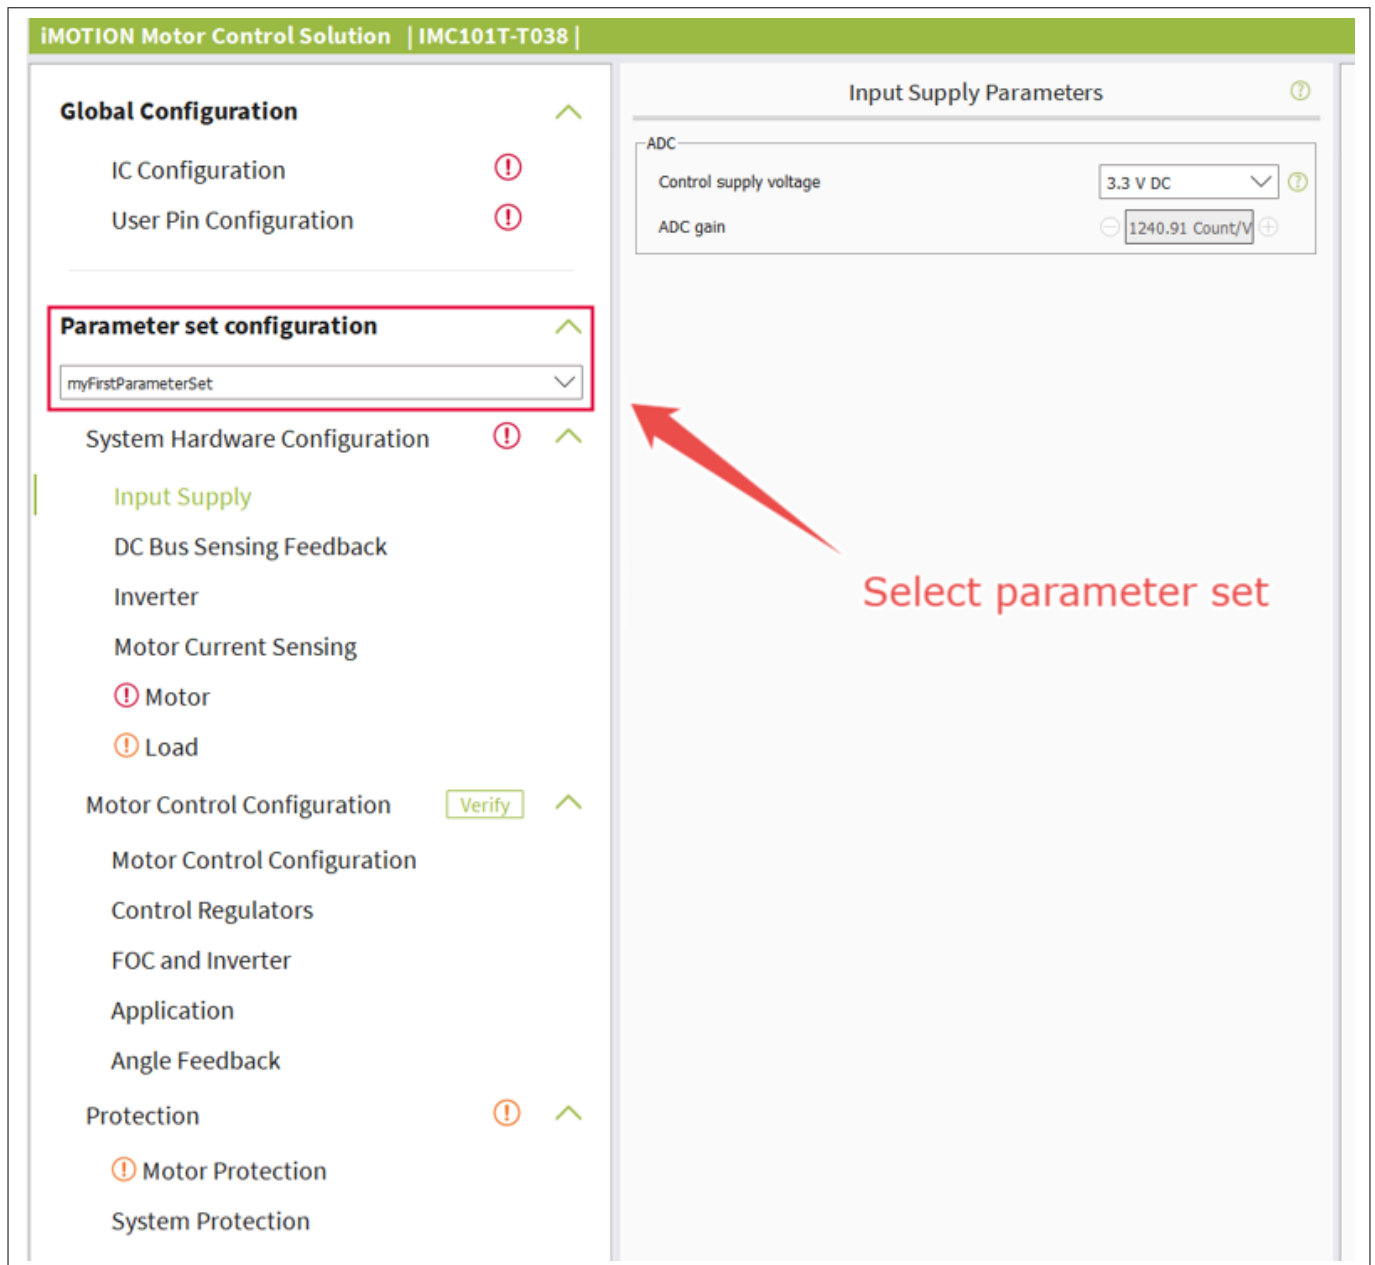 iMOTION Motor Control Solution | IMC101T-T038 |
Global Configuration
IC Configuration
User Pin Configuration
Parameter set configuration
myFirstParameterSet
System Hardware Configuration
Input Supply
DC Bus Sensing Feedback
Inverter
Motor Current Sensing
Motor
Load
Motor Control Configuration Verify
Motor Control Configuration
Control Regulators
FOC and Inverter
Application
Angle Feedback
Protection
Motor Protection
System Protection
Input Supply Parameters
ADC
Control supply voltage 3.3 V DC
ADC gain 1240.91 Count/V
Select parameter set